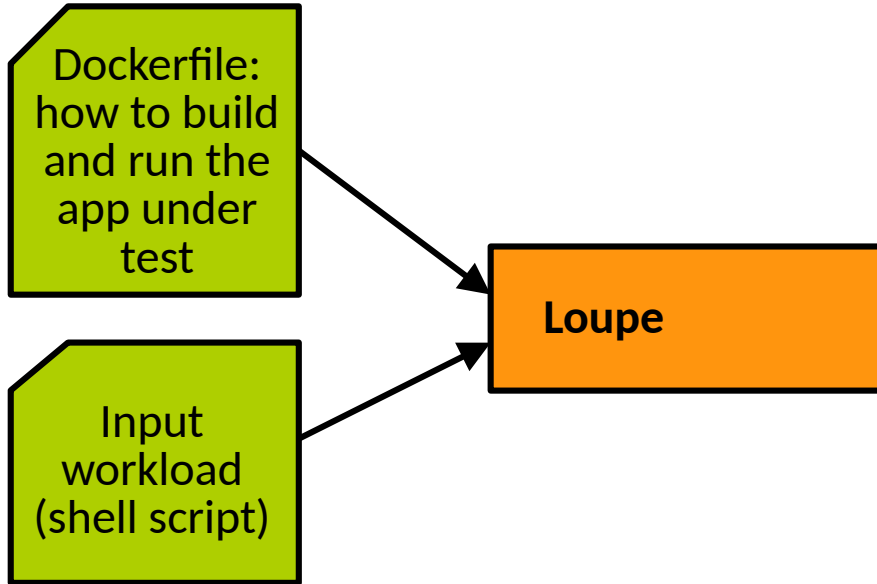 Dockerfile:
how to build
and run the
app under
test
Loupe
Input
workload
(shell script)